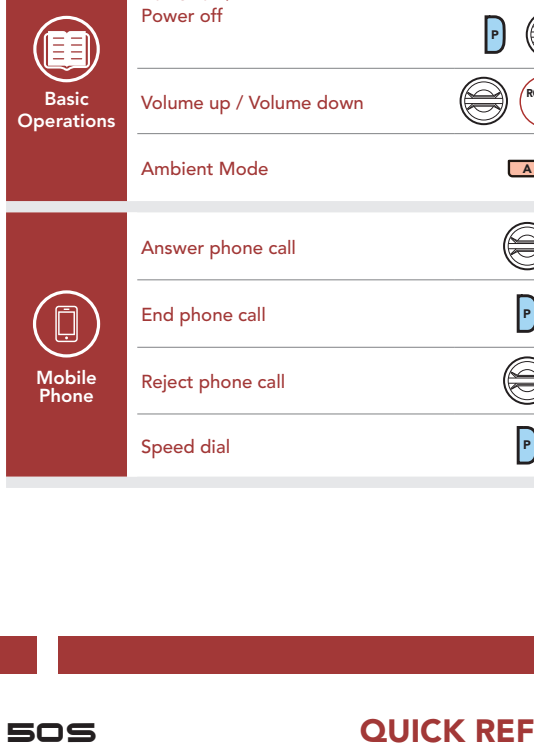 Power off
P
Basic
Operations
Volume up / Volume down
Ambient Mode
A
Answer phone call
End phone call
P
Mobile
Phone
Reject phone call
Speed dial
P
50S
QUICK REF